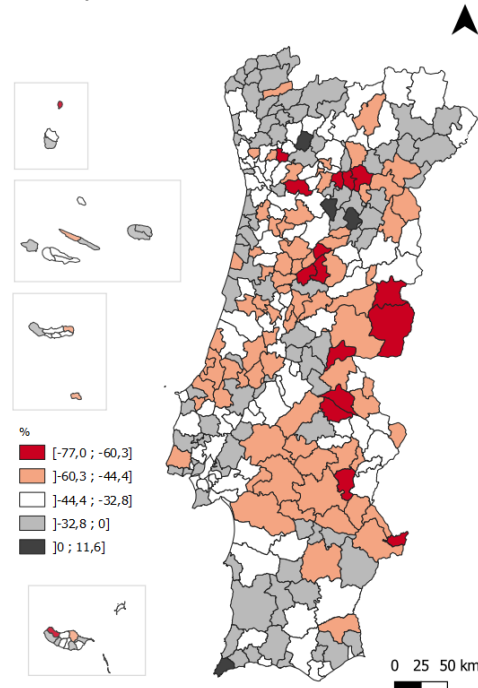 %
[-77,0 ; -60,3]
]-60,3 ; -44,4]
]-44,4 ; -32,8]
]-32,8 ; 0]
]0 ; 11,6]
0 25 50 km